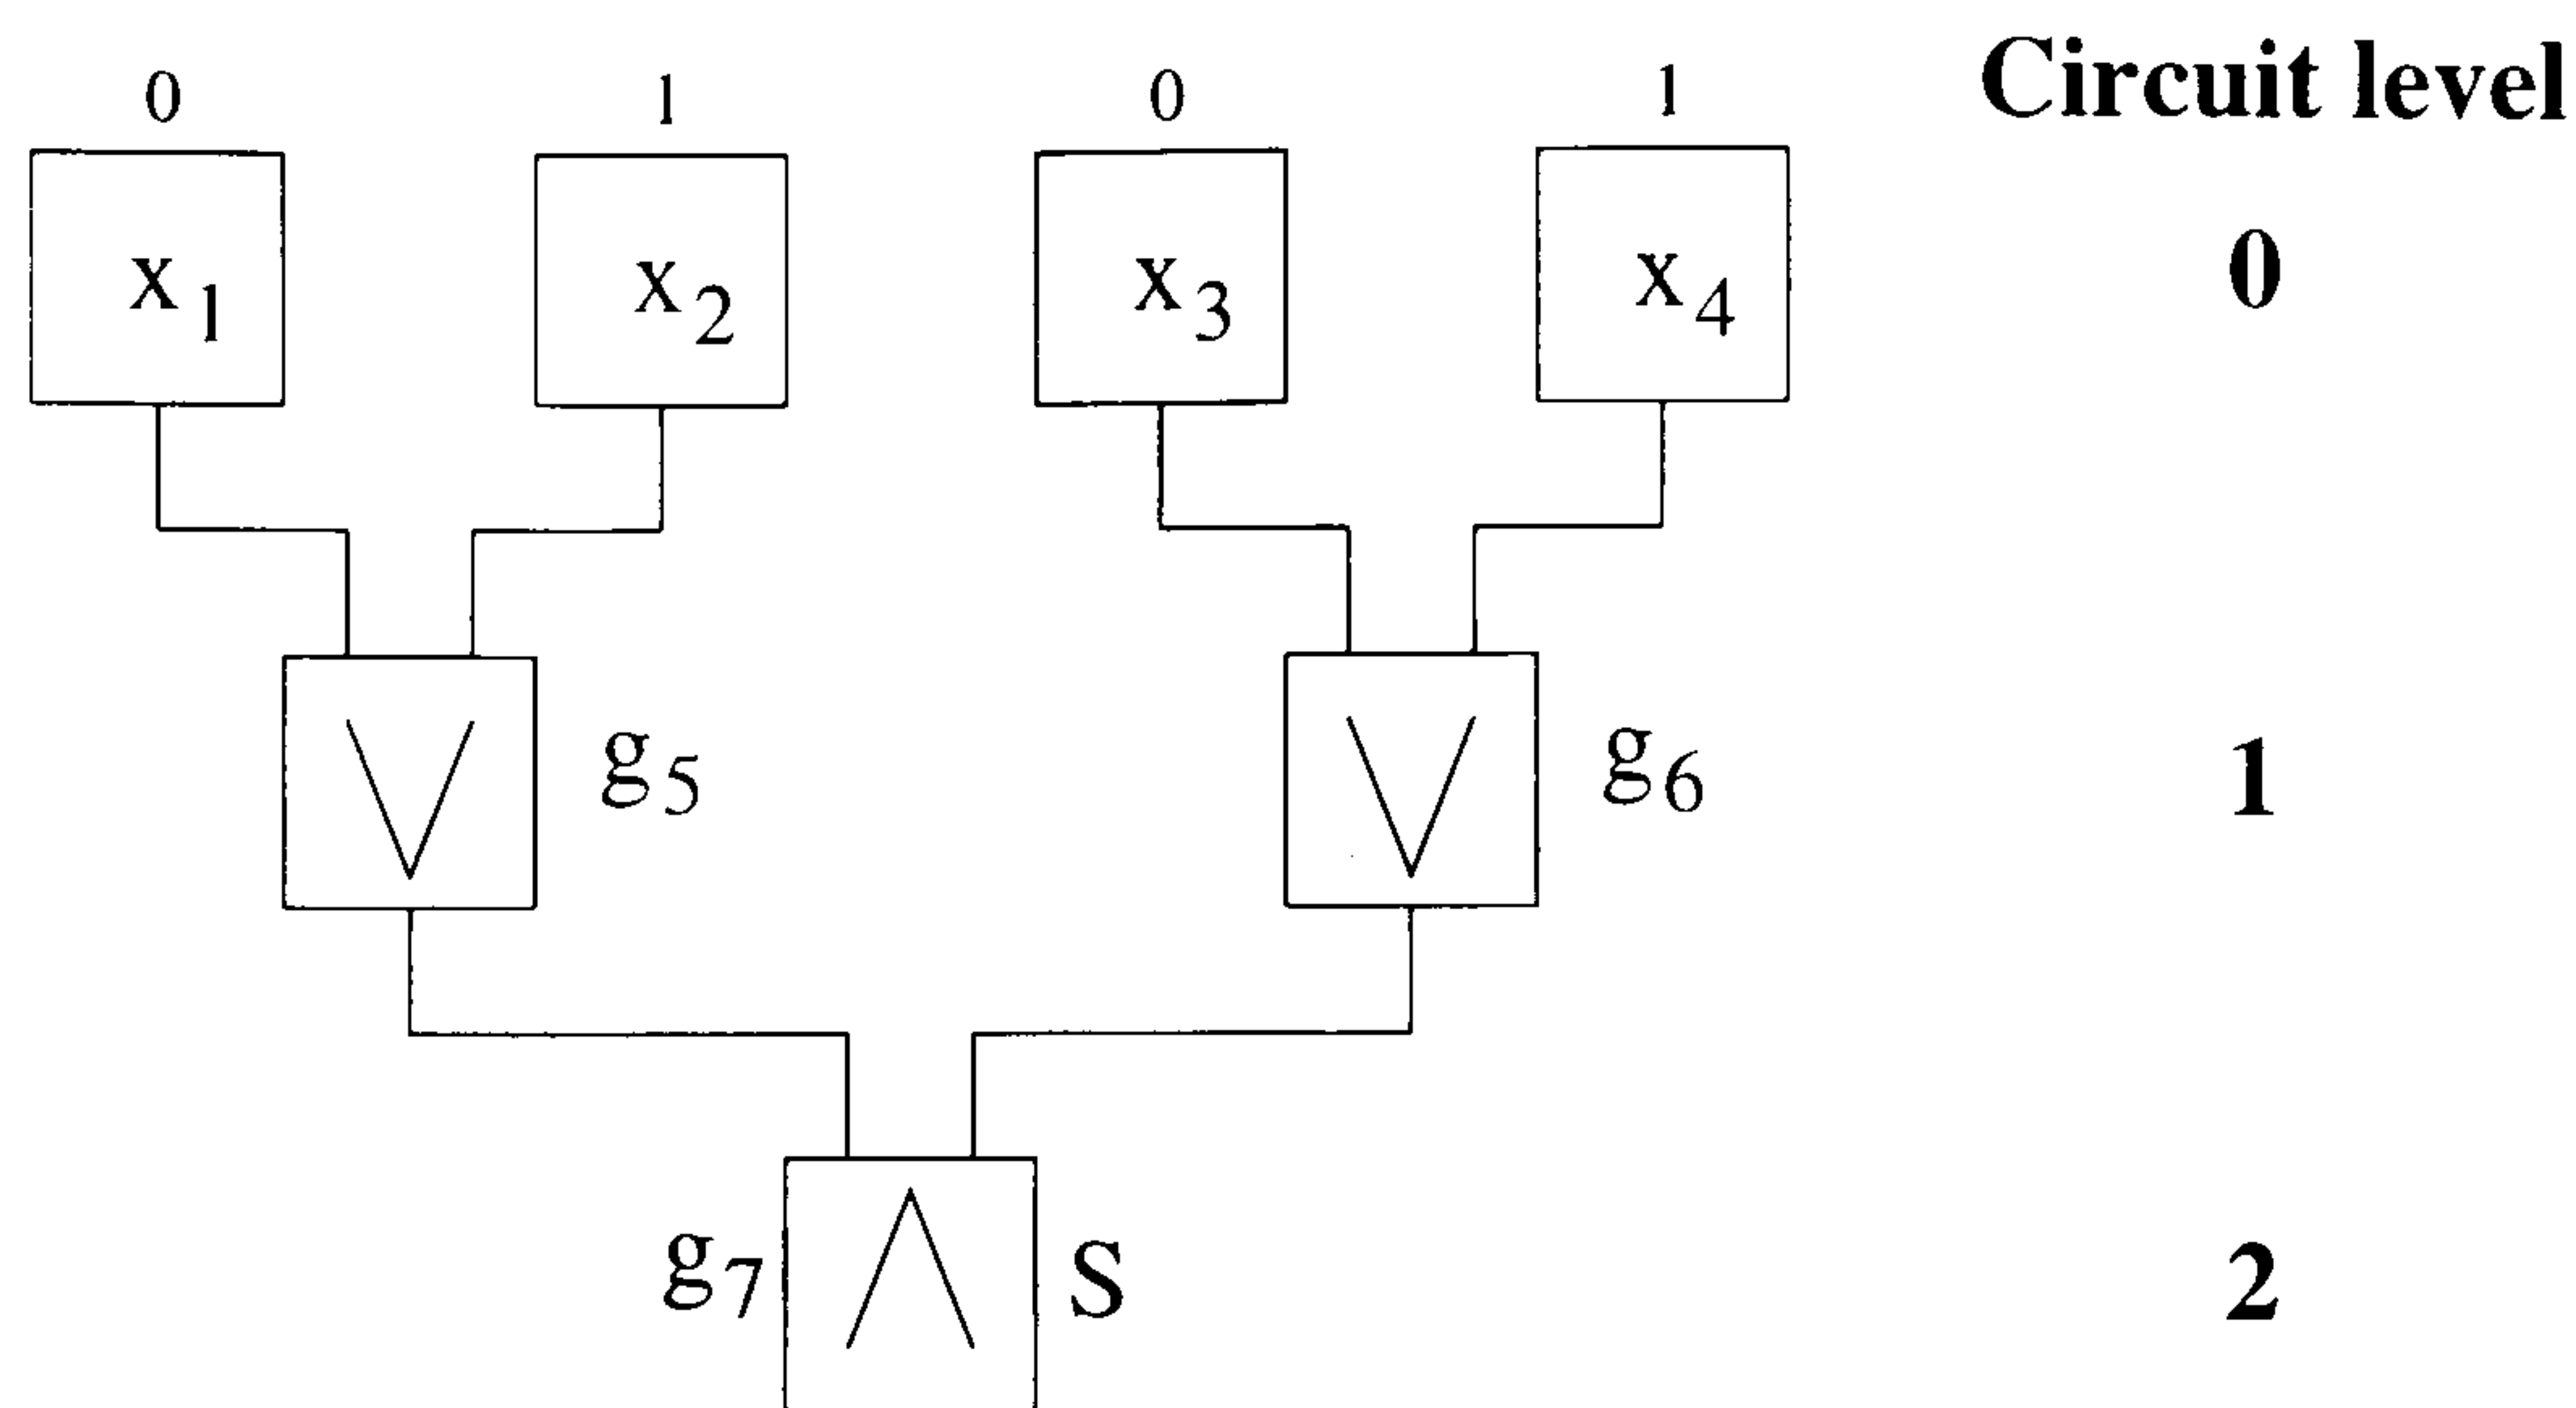 0 1 0 1 Circuit level
x1 x2 x3 x4 0
∨ g5 ∨ g6 1
g7 ∧ S 2